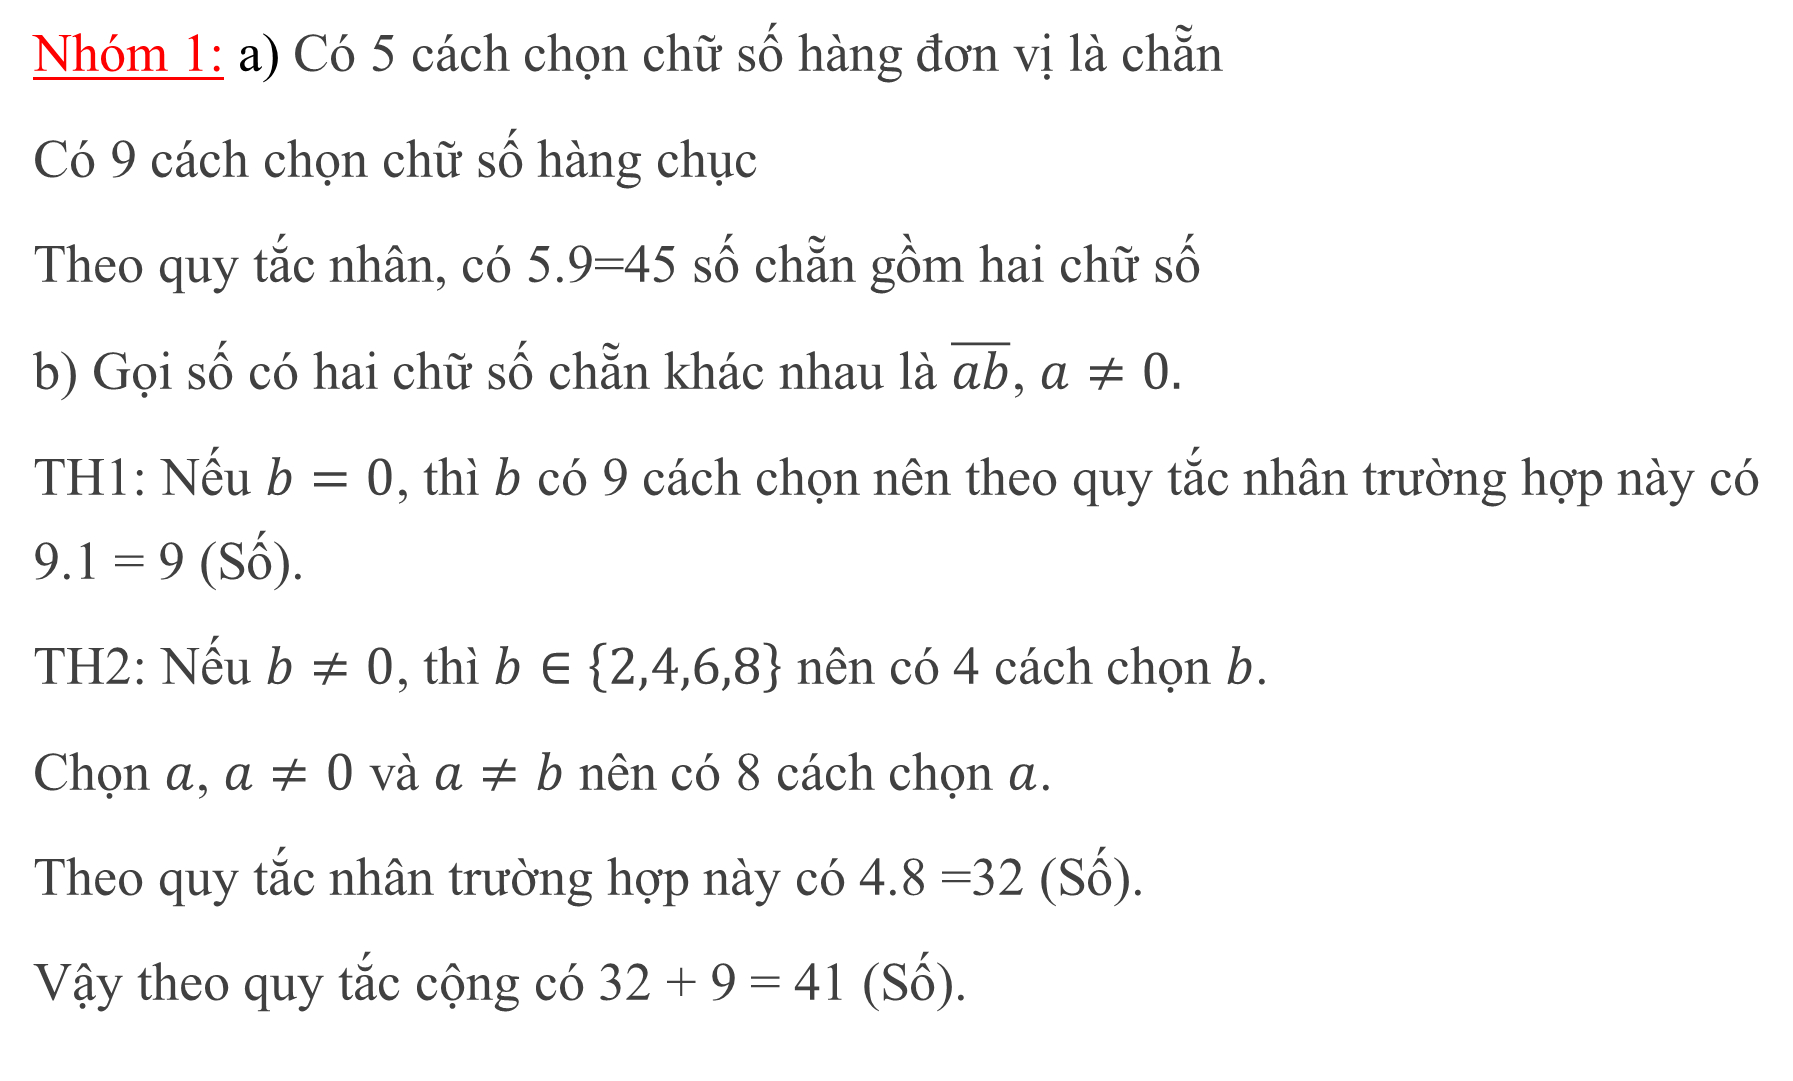 Nhóm 1: a) Có 5 cách chọn chữ số hàng đơn vị là chẵn
Có 9 cách chọn chữ số hàng chục
Theo quy tắc nhân, có 5.9=45 số chẵn gồm hai chữ số
b) Gọi số có hai chữ số chẵn khác nhau là \overline{ab}, a ≠ 0.
TH1: Nếu b = 0, thì b có 9 cách chọn nên theo quy tắc nhân trường hợp này có
9.1 = 9 (Số).
TH2: Nếu b ≠ 0, thì b ∈ {2,4,6,8} nên có 4 cách chọn b.
Chọn a, a ≠ 0 và a ≠ b nên có 8 cách chọn a.
Theo quy tắc nhân trường hợp này có 4.8 =32 (Số).
Vậy theo quy tắc cộng có 32 + 9 = 41 (Số).